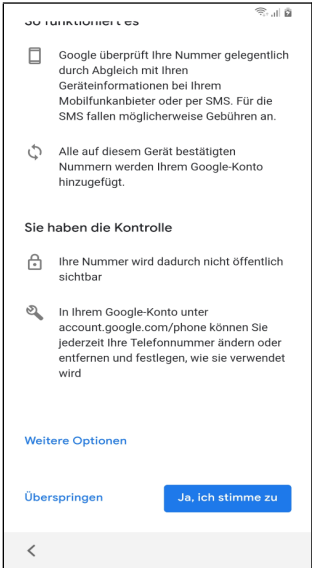 So funktioniert es
Google überprüft Ihre Nummer gelegentlich
durch Abgleich mit Ihren
Geräteinformationen bei Ihrem
Mobilfunkanbieter oder per SMS. Für die
SMS fallen möglicherweise Gebühren an.
Alle auf diesem Gerät bestätigten
Nummern werden Ihrem Google-Konto
hinzugefügt.
Sie haben die Kontrolle
Ihre Nummer wird dadurch nicht öffentlich
sichtbar
In Ihrem Google-Konto unter
account.google.com/phone können Sie
jederzeit Ihre Telefonnummer ändern oder
entfernen und festlegen, wie sie verwendet
wird
Weitere Optionen
Überspringen
Ja, ich stimme zu